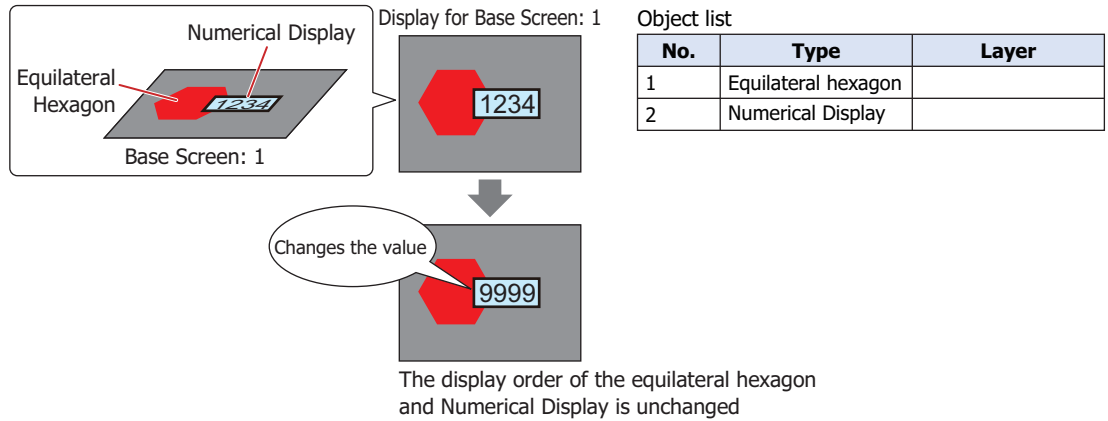 Numerical Display
Equilateral
Hexagon
1234
Base Screen: 1
Display for Base Screen: 1
1234
Changes the value
9999
The display order of the equilateral hexagon
and Numerical Display is unchanged
Object list
No. Type Layer
1 Equilateral hexagon
2 Numerical Display